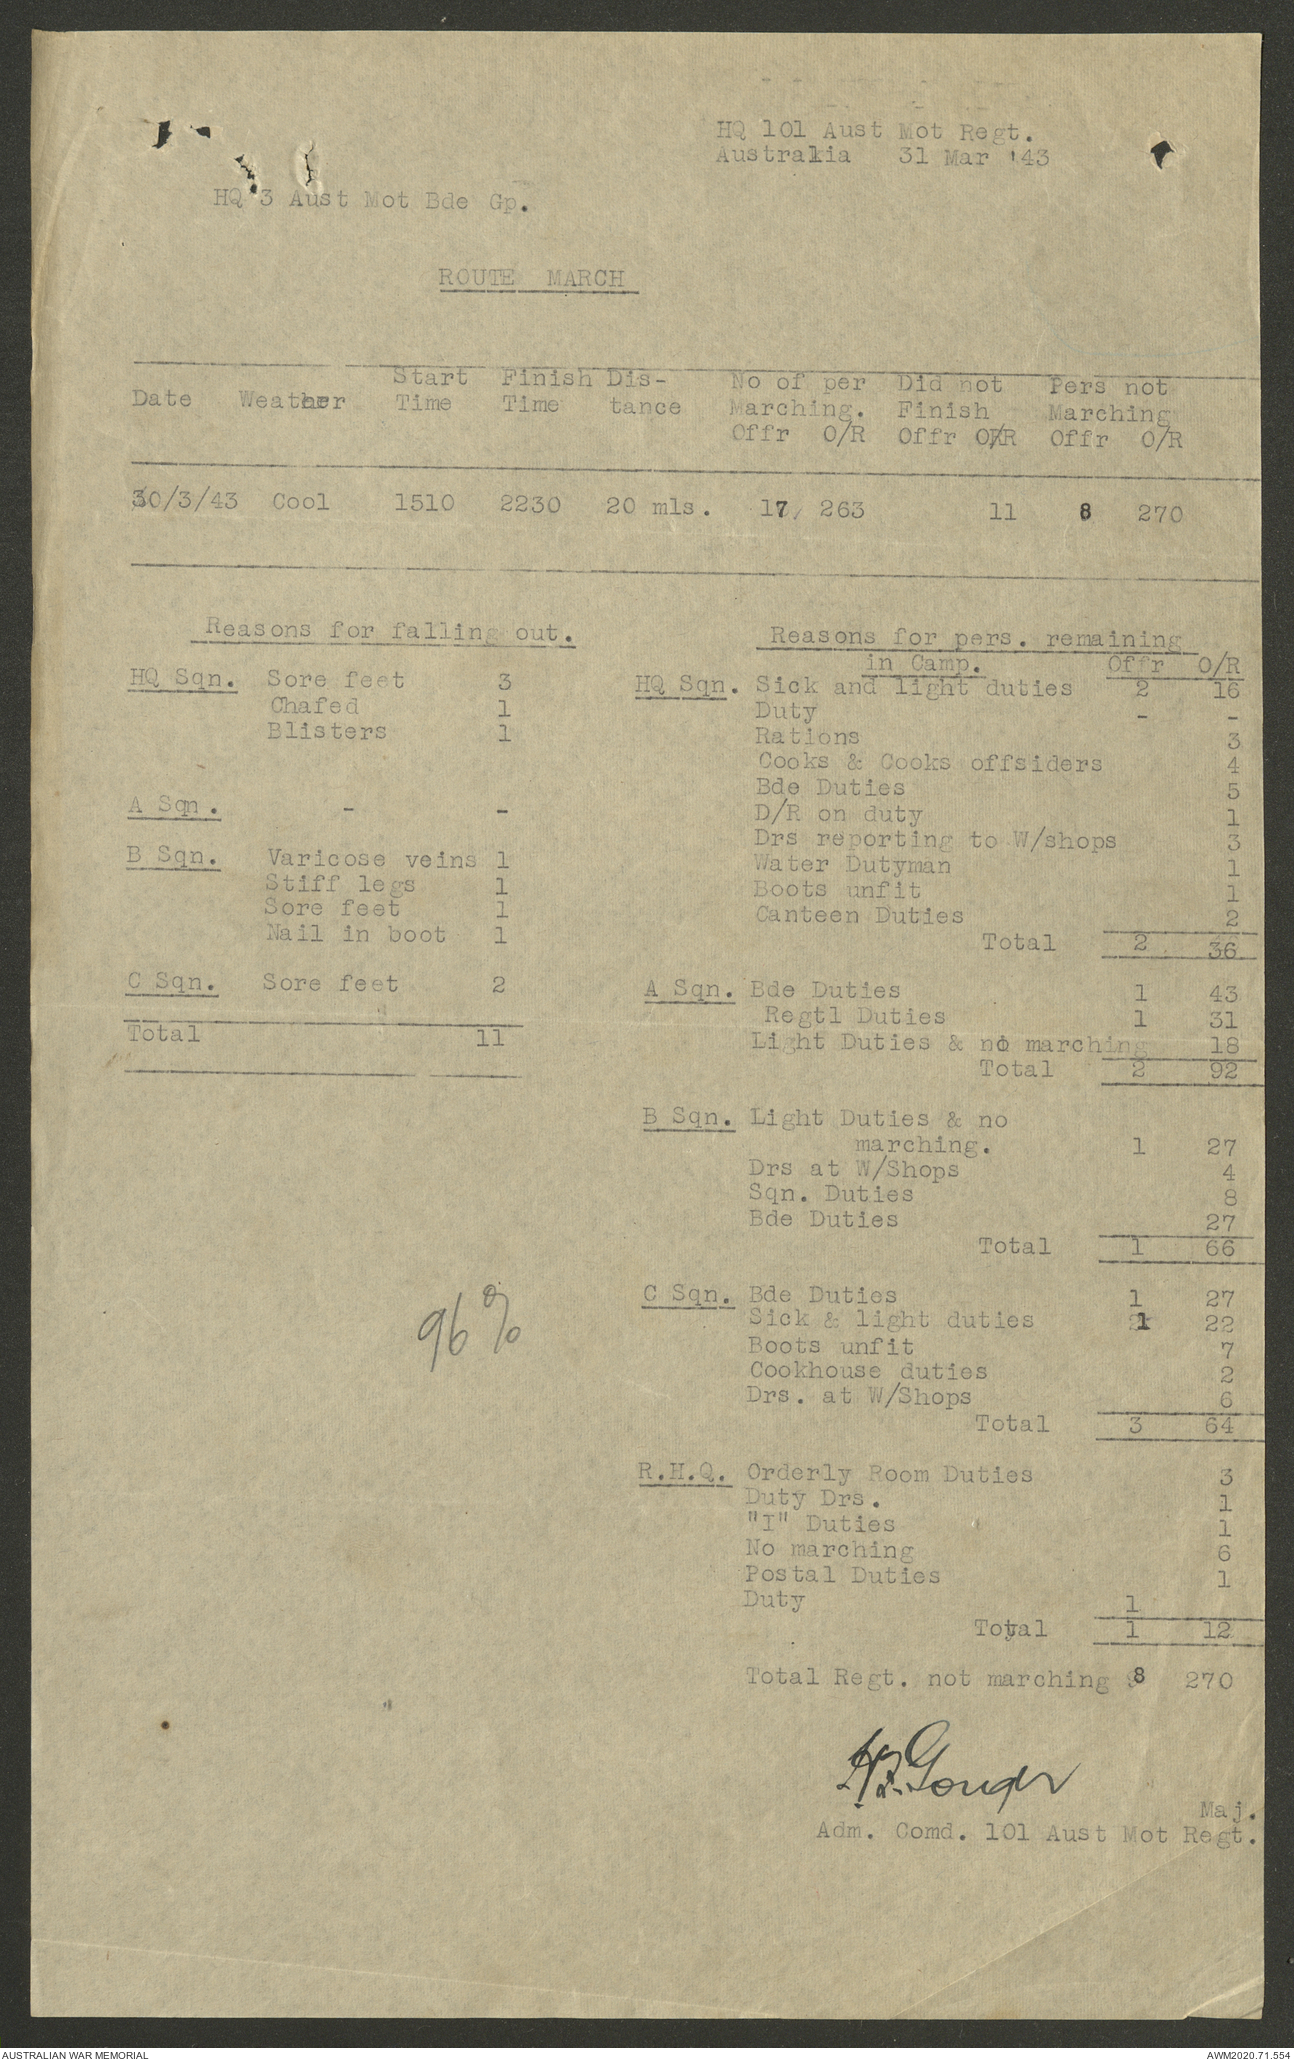 HQ 101 Aust Mot Regt.
Australia 31 Mar '43
HQ 3 Aust Mot Bde Gp.
ROUTE MARCH
Date Weather Start Time Finish Time Dis- tance No of per Marching. Offr O/R Did not Finish Offr O/R Pers not Marching Offr O/R
30/3/43 Cool 1510 2230 20 mls. 17 263 11 8 270
Reasons for falling out.
HQ Sqn. Sore feet 3
Chafed 1
Blisters 1
A Sqn. - -
B Sqn. Varicose veins 1
Stiff legs 1
Sore feet 1
Nail in boot 1
C Sqn. Sore feet 2
Total 11
96%
Reasons for pers. remaining
in Camp. Offr O/R
HQ Sqn. Sick and light duties 2 16
Duty - -
Rations 3
Cooks & Cooks offsiders 4
Bde Duties 5
D/R on duty 1
Drs reporting to W/shops 3
Water Dutyman 1
Boots unfit 1
Canteen Duties 2
Total 2 36
A Sqn. Bde Duties 1 43
Regtl Duties 1 31
Light Duties & no marching 18
Total 2 92
B Sqn. Light Duties & no
marching. 1 27
Drs at W/Shops 4
Sqn. Duties 8
Bde Duties 27
Total 1 66
C Sqn. Bde Duties 1 27
Sick & light duties 1 22
Boots unfit 7
Cookhouse duties 2
Drs. at W/Shops 6
Total 3 64
R.H.Q. Orderly Room Duties 3
Duty Drs. 1
"I" Duties 1
No marching 6
Postal Duties 1
Duty 1
Total 1 12
Total Regt. not marching 8 270
Maj.
Adm. Comd. 101 Aust Mot Regt.
AUSTRALIAN WAR MEMORIAL
AWM2020.71.554